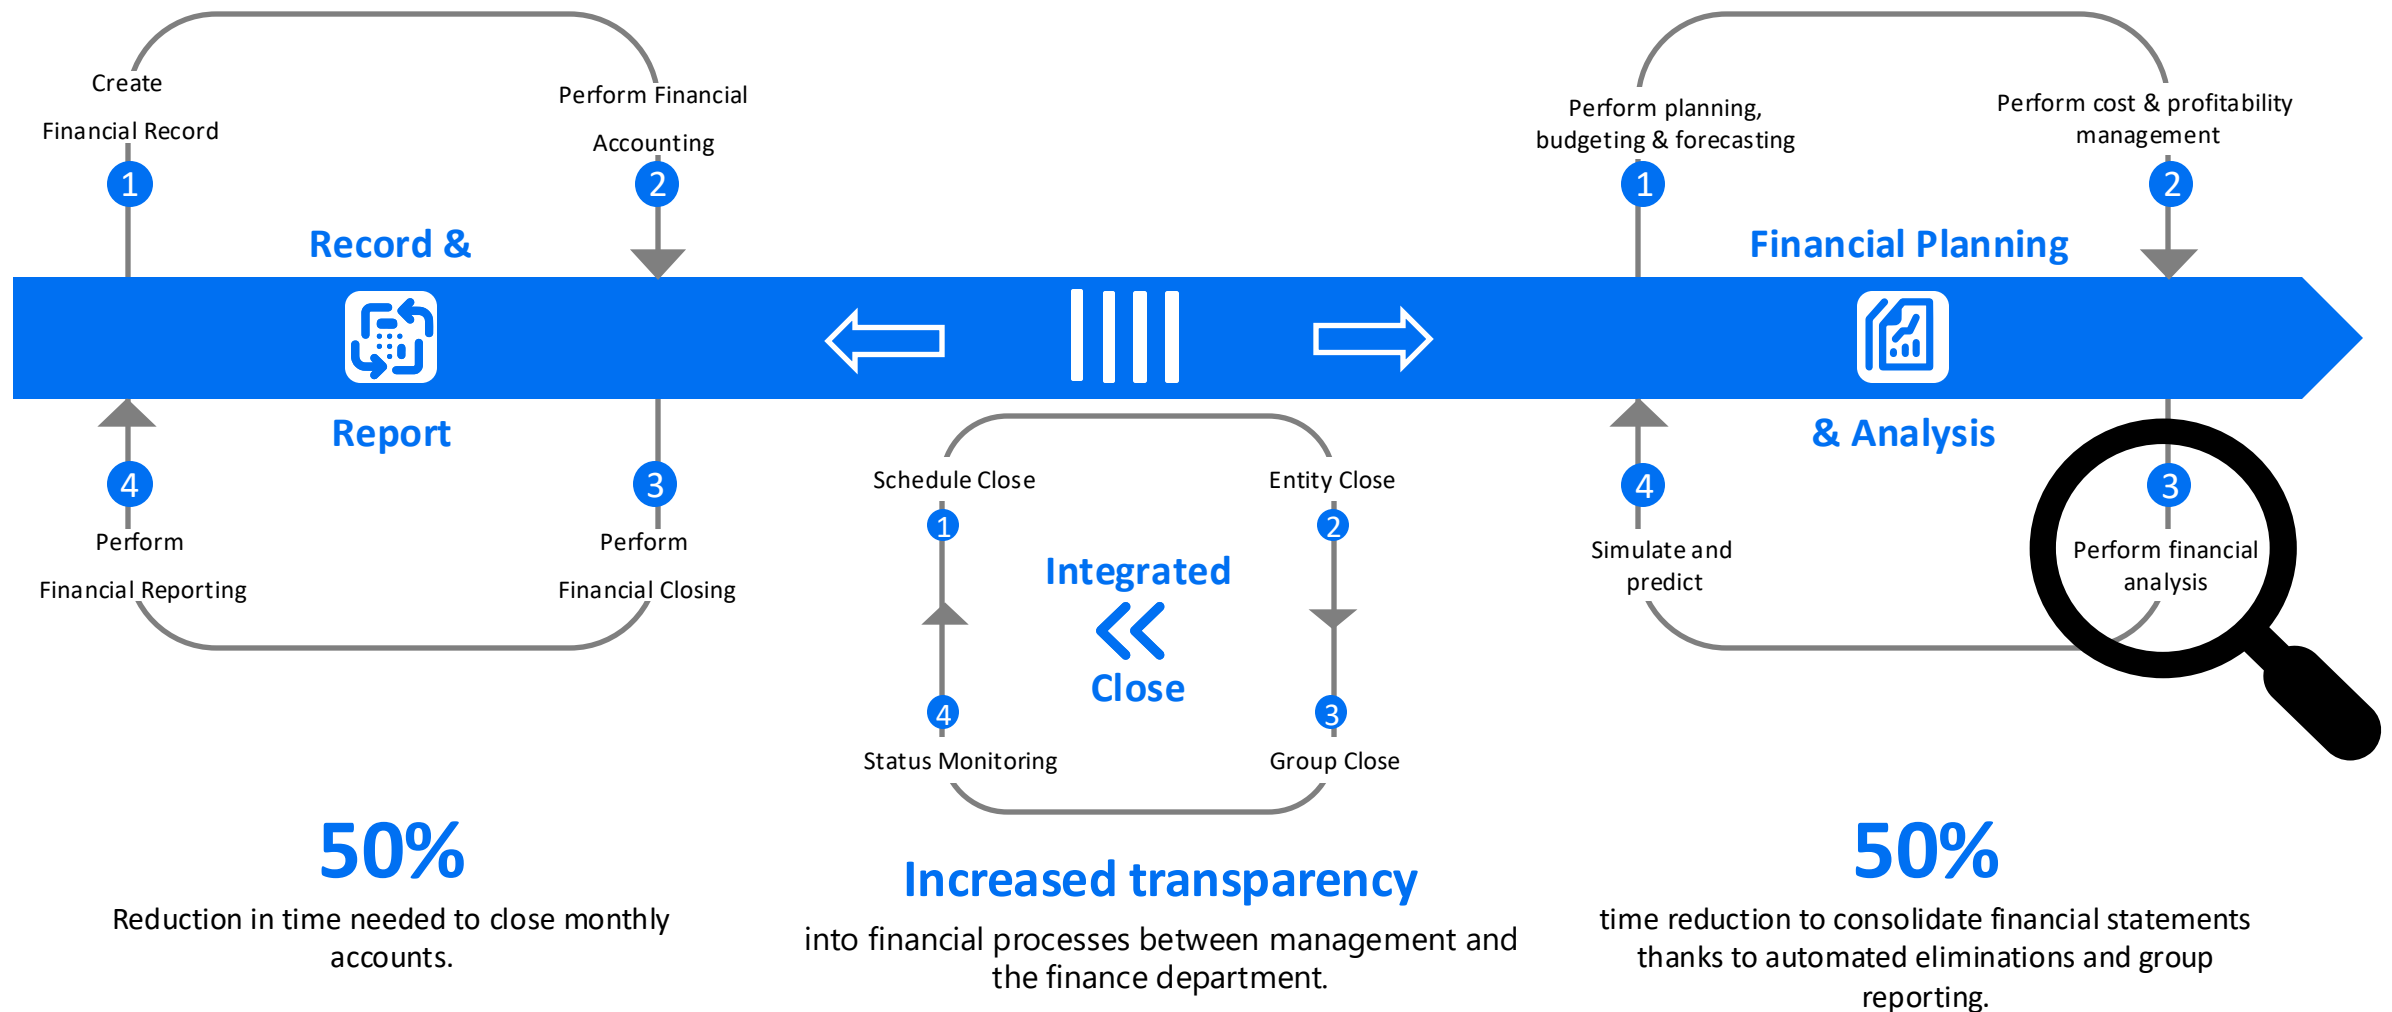 Create
Financial Record
1
Perform Financial
Accounting
2
Record &
Report
4
Perform
Financial Reporting
3
Perform
Financial Closing
Schedule Close
1
Entity Close
2
Integrated
Close
4
Status Monitoring
3
Group Close
Perform planning,
budgeting & forecasting
1
Perform cost & profitability
management
2
Financial Planning
& Analysis
4
Simulate and
predict
3
Perform financial
analysis
50%
Reduction in time needed to close monthly
accounts.
Increased transparency
into financial processes between management and
the finance department.
50%
time reduction to consolidate financial statements
thanks to automated eliminations and group
reporting.